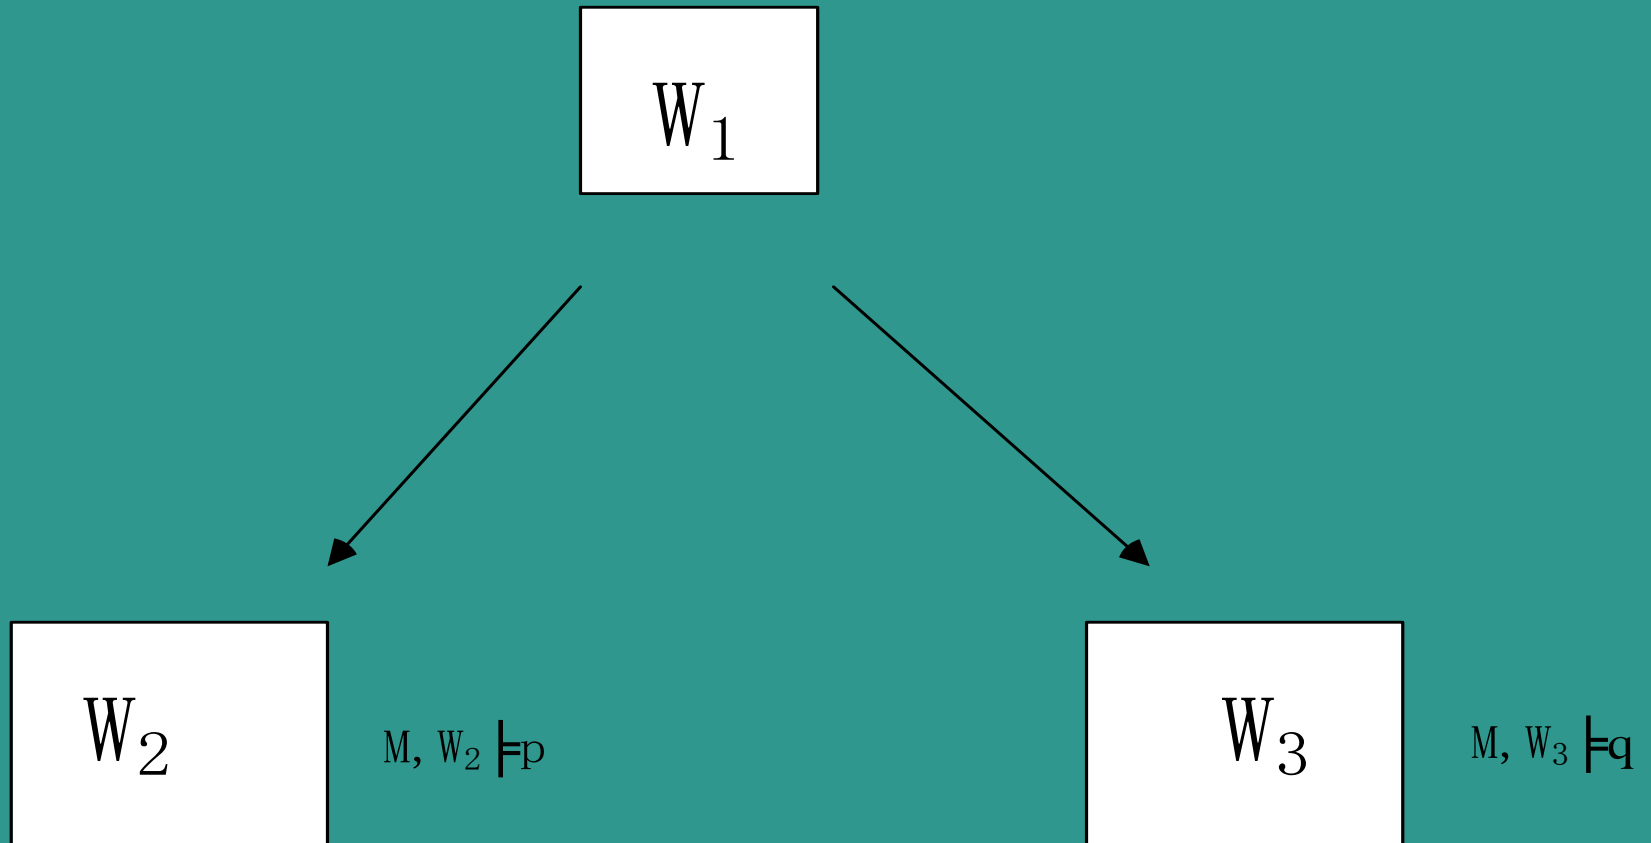 W₁
W₂
M, W₂ ⊨p
W₃
M, W₃ ⊨q